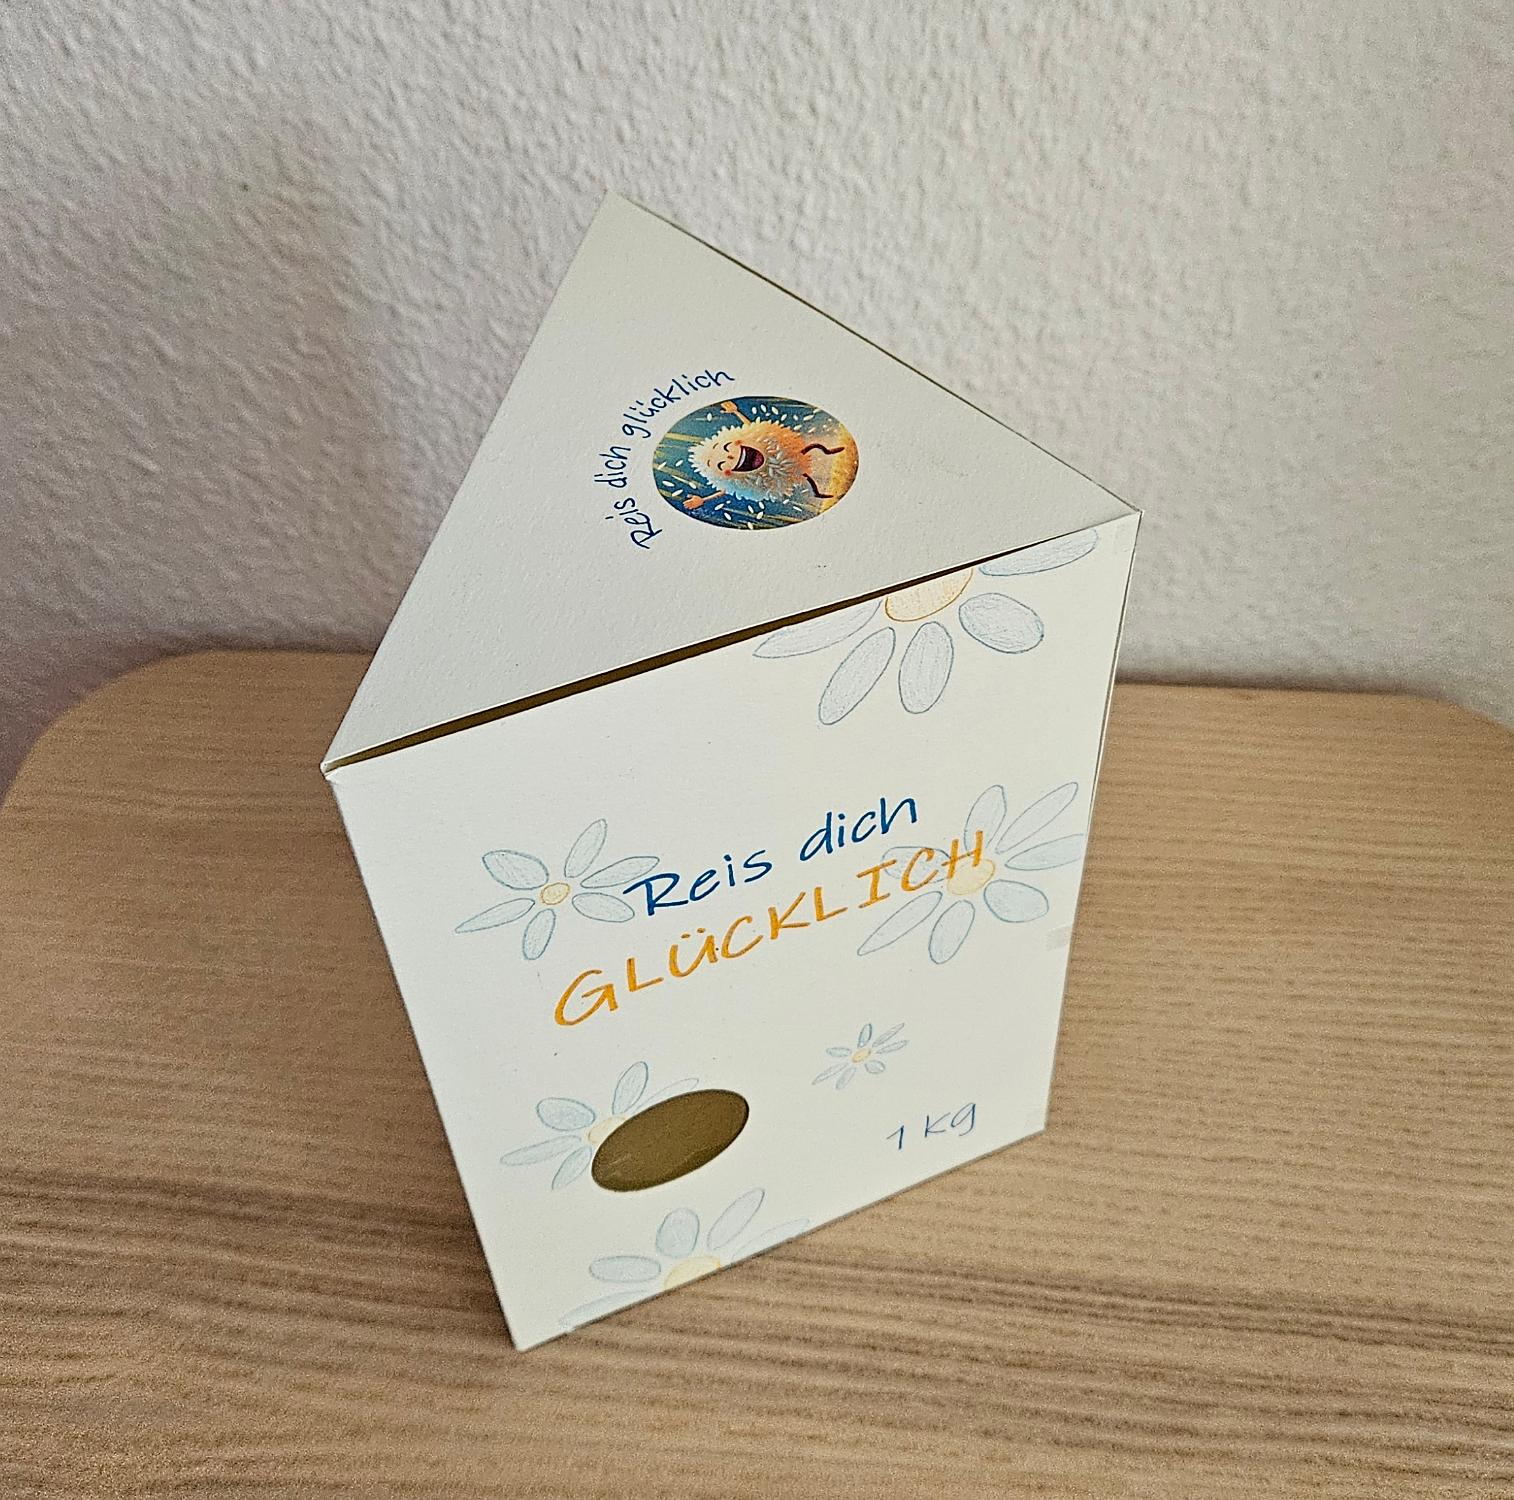 Reis dich glücklich
Reis dich
GLÜCKLICH
1 kg